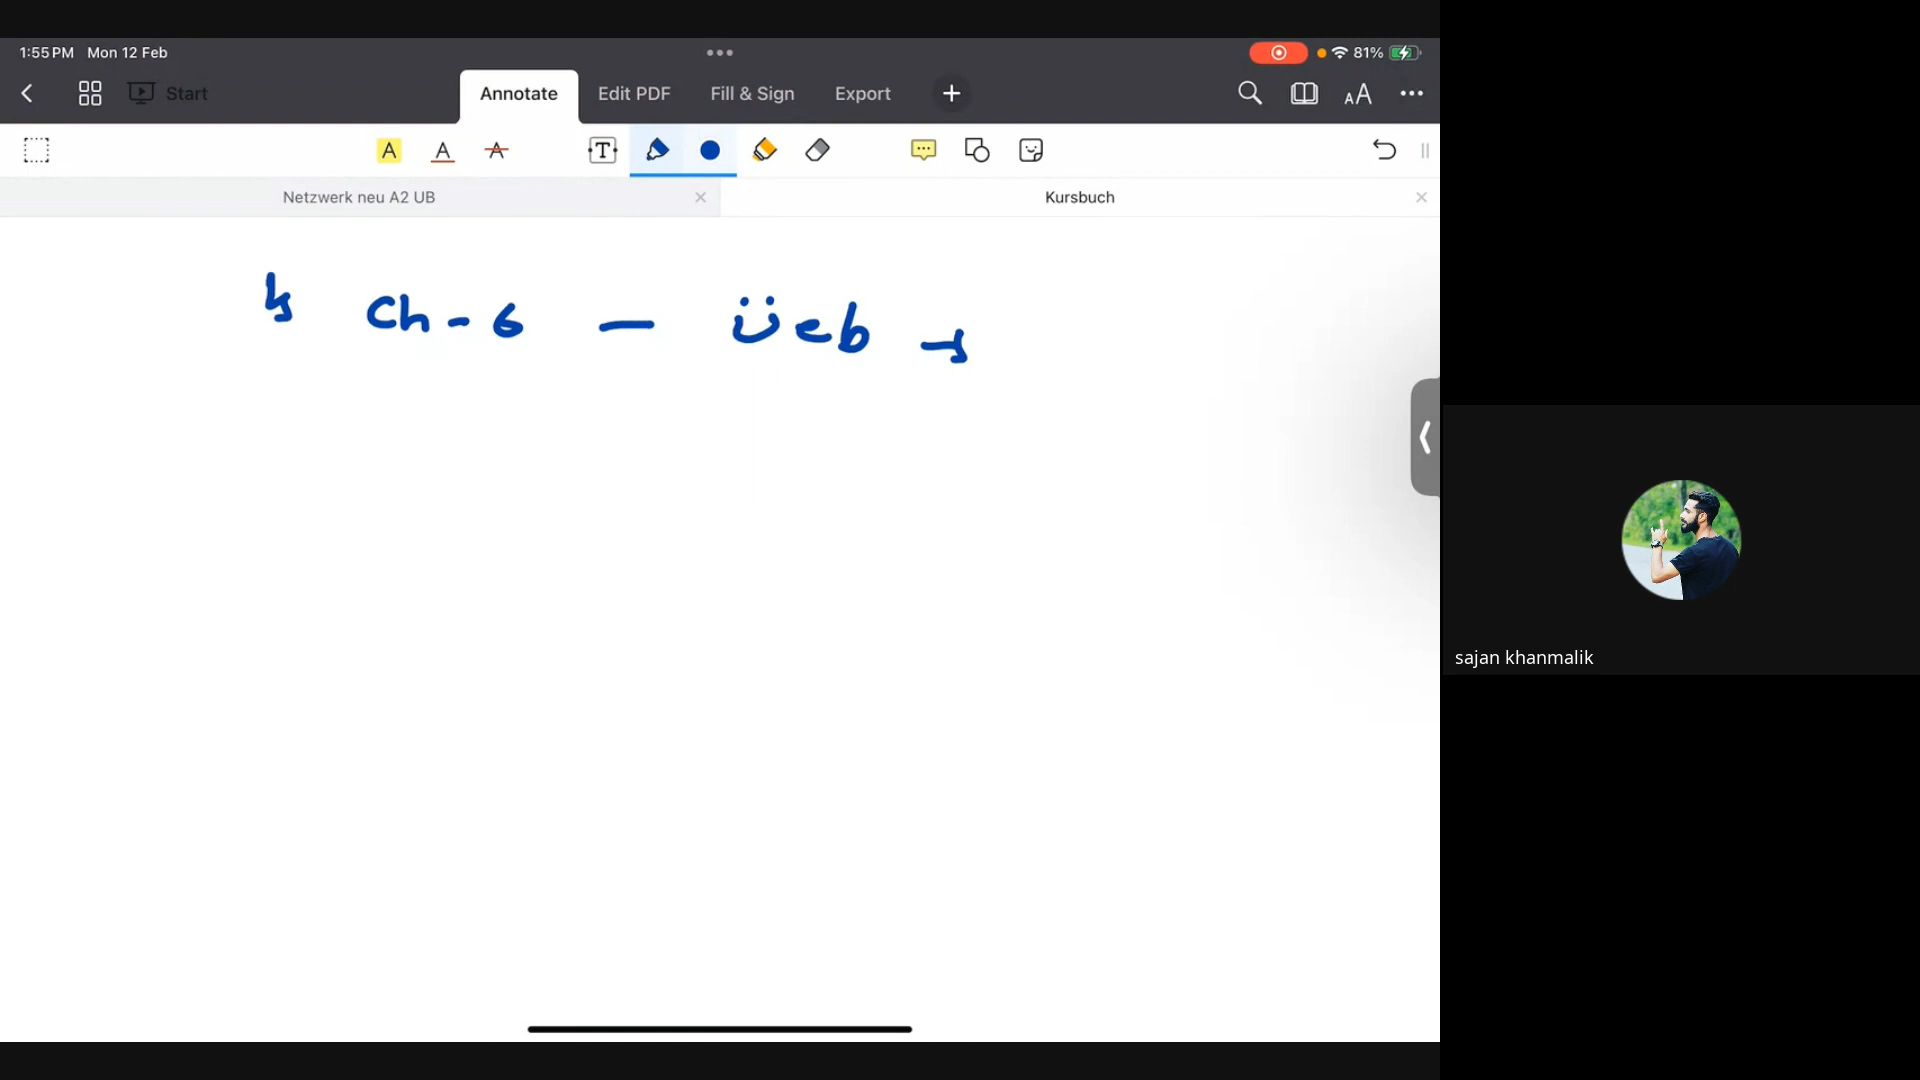 1:55 PM Mon 12 Feb
81%
Start
Annotate
Edit PDF
Fill & Sign
Export
Netzwerk neu A2 UB
Kursbuch
Ch - 6 — üeb
sajan khanmalik